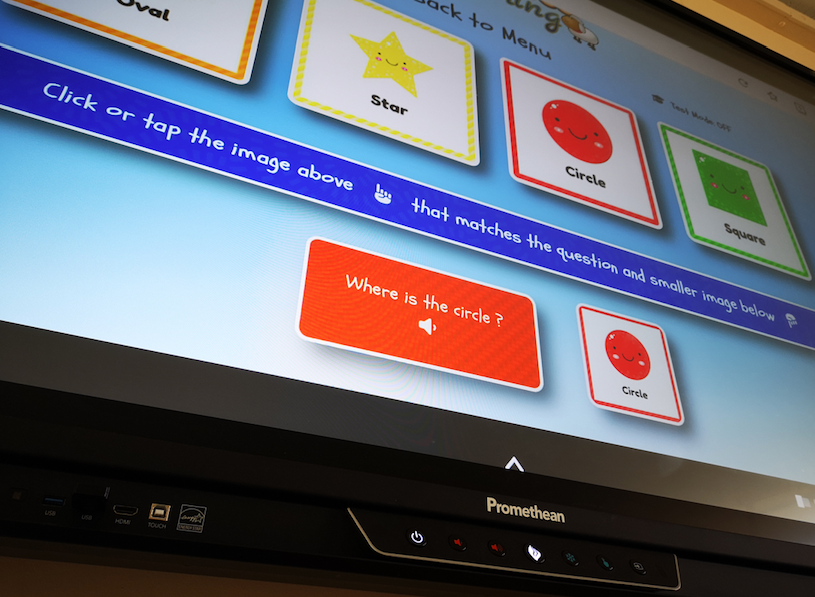 Back to Menu
Oval
Star
Circle
Square
Test Mode: OFF
Click or tap the image above that matches the question and smaller image below
Where is the circle ?
Circle
Promethean
USB
USB
HDMI
TOUCH